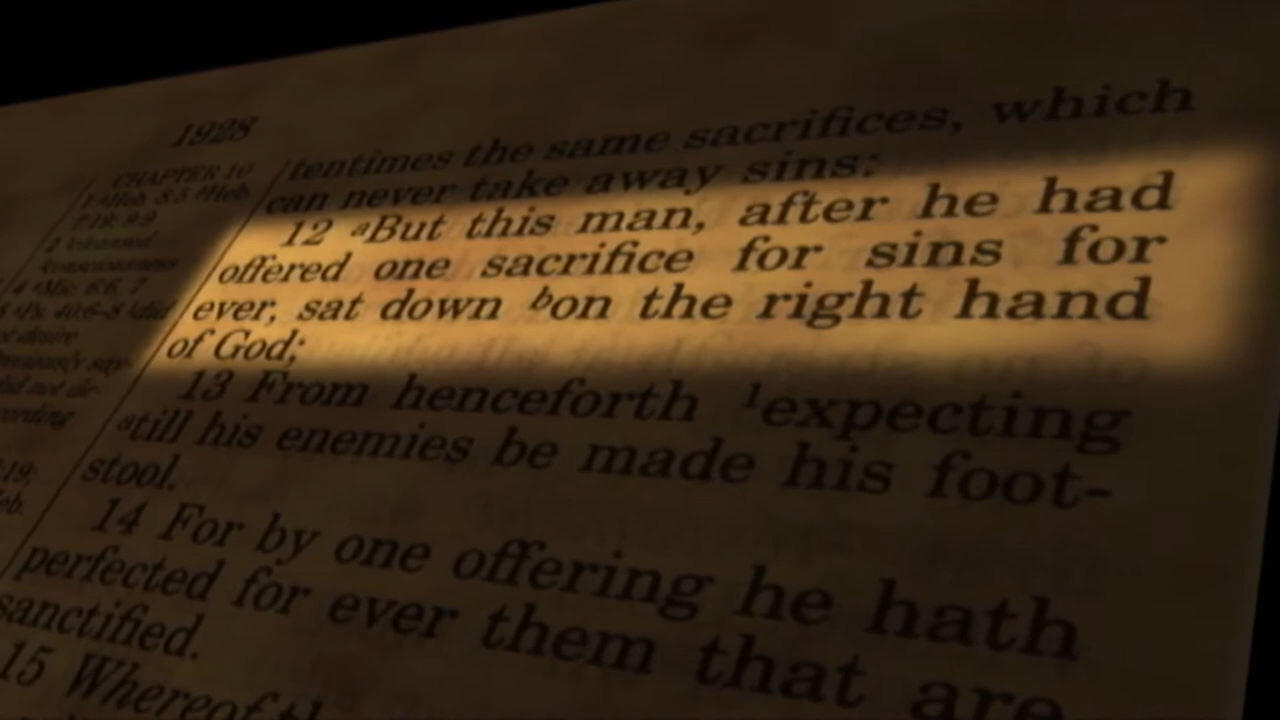 1928
CHAPTER 10
tentimes the same sacrifices, which
can never take away sins:
12 aBut this man, after he had
offered one sacrifice for sins for
ever, sat down bon the right hand
of God;
13 From henceforth 1expecting
still his enemies be made his foot-
stool.
14 For by one offering he hath
perfected for ever them that are
sanctified.
15 Whereof